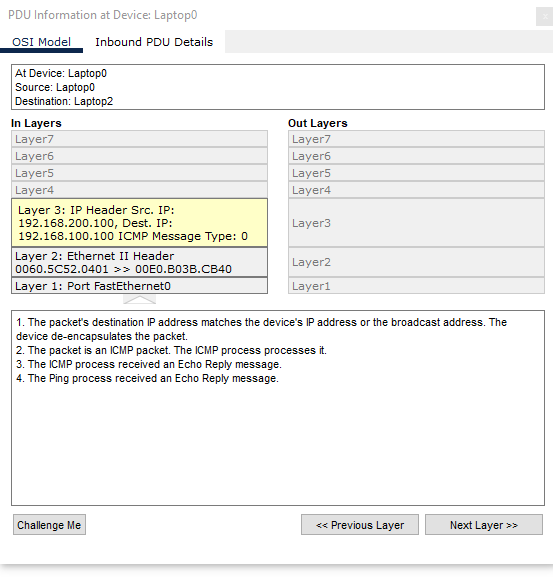 PDU Information at Device: Laptop0
OSI Model Inbound PDU Details
At Device: Laptop0
Source: Laptop0
Destination: Laptop2
In Layers
Layer7
Layer6
Layer5
Layer4
Layer 3: IP Header Src. IP:
192.168.200.100, Dest. IP:
192.168.100.100 ICMP Message Type: 0
Layer 2: Ethernet II Header
0060.5C52.0401 >> 00E0.B03B.CB40
Layer 1: Port FastEthernet0
Out Layers
Layer7
Layer6
Layer5
Layer4
Layer3
Layer2
Layer1
1. The packet's destination IP address matches the device's IP address or the broadcast address. The
device de-encapsulates the packet.
2. The packet is an ICMP packet. The ICMP process processes it.
3. The ICMP process received an Echo Reply message.
4. The Ping process received an Echo Reply message.
Challenge Me << Previous Layer Next Layer >>